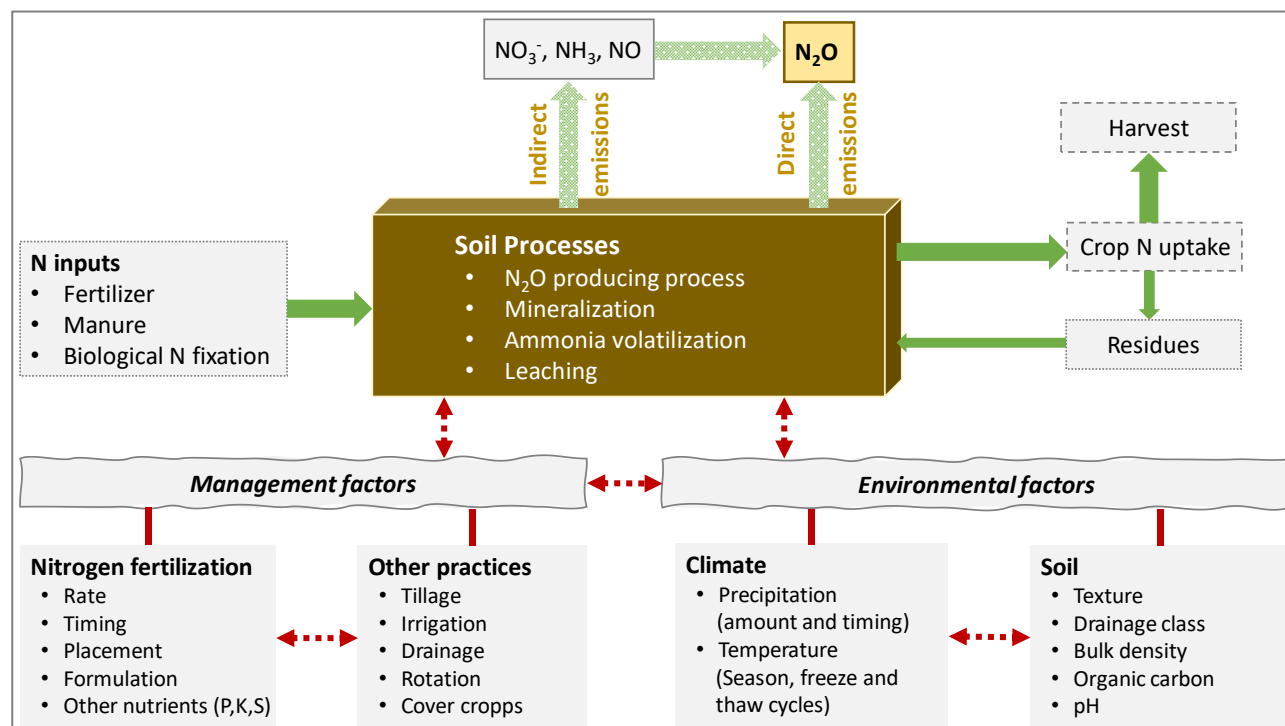 NO₃⁻, NH₃, NO
N₂O
Indirect
emissions
Direct
emissions
Harvest
Crop N uptake
Residues
N inputs
• Fertilizer
• Manure
• Biological N fixation
Soil Processes
• N₂O producing process
• Mineralization
• Ammonia volatilization
• Leaching
Management factors
Environmental factors
Nitrogen fertilization
• Rate
• Timing
• Placement
• Formulation
• Other nutrients (P,K,S)
Other practices
• Tillage
• Irrigation
• Drainage
• Rotation
• Cover cropps
Climate
• Precipitation
(amount and timing)
• Temperature
(Season, freeze and
thaw cycles)
Soil
• Texture
• Drainage class
• Bulk density
• Organic carbon
• pH